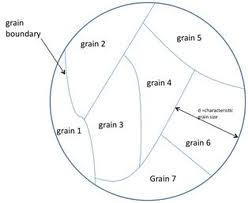 grain
boundary
grain 2
grain 5
grain 4
d =characteristic
grain size
grain 1
grain 3
grain 6
Grain 7